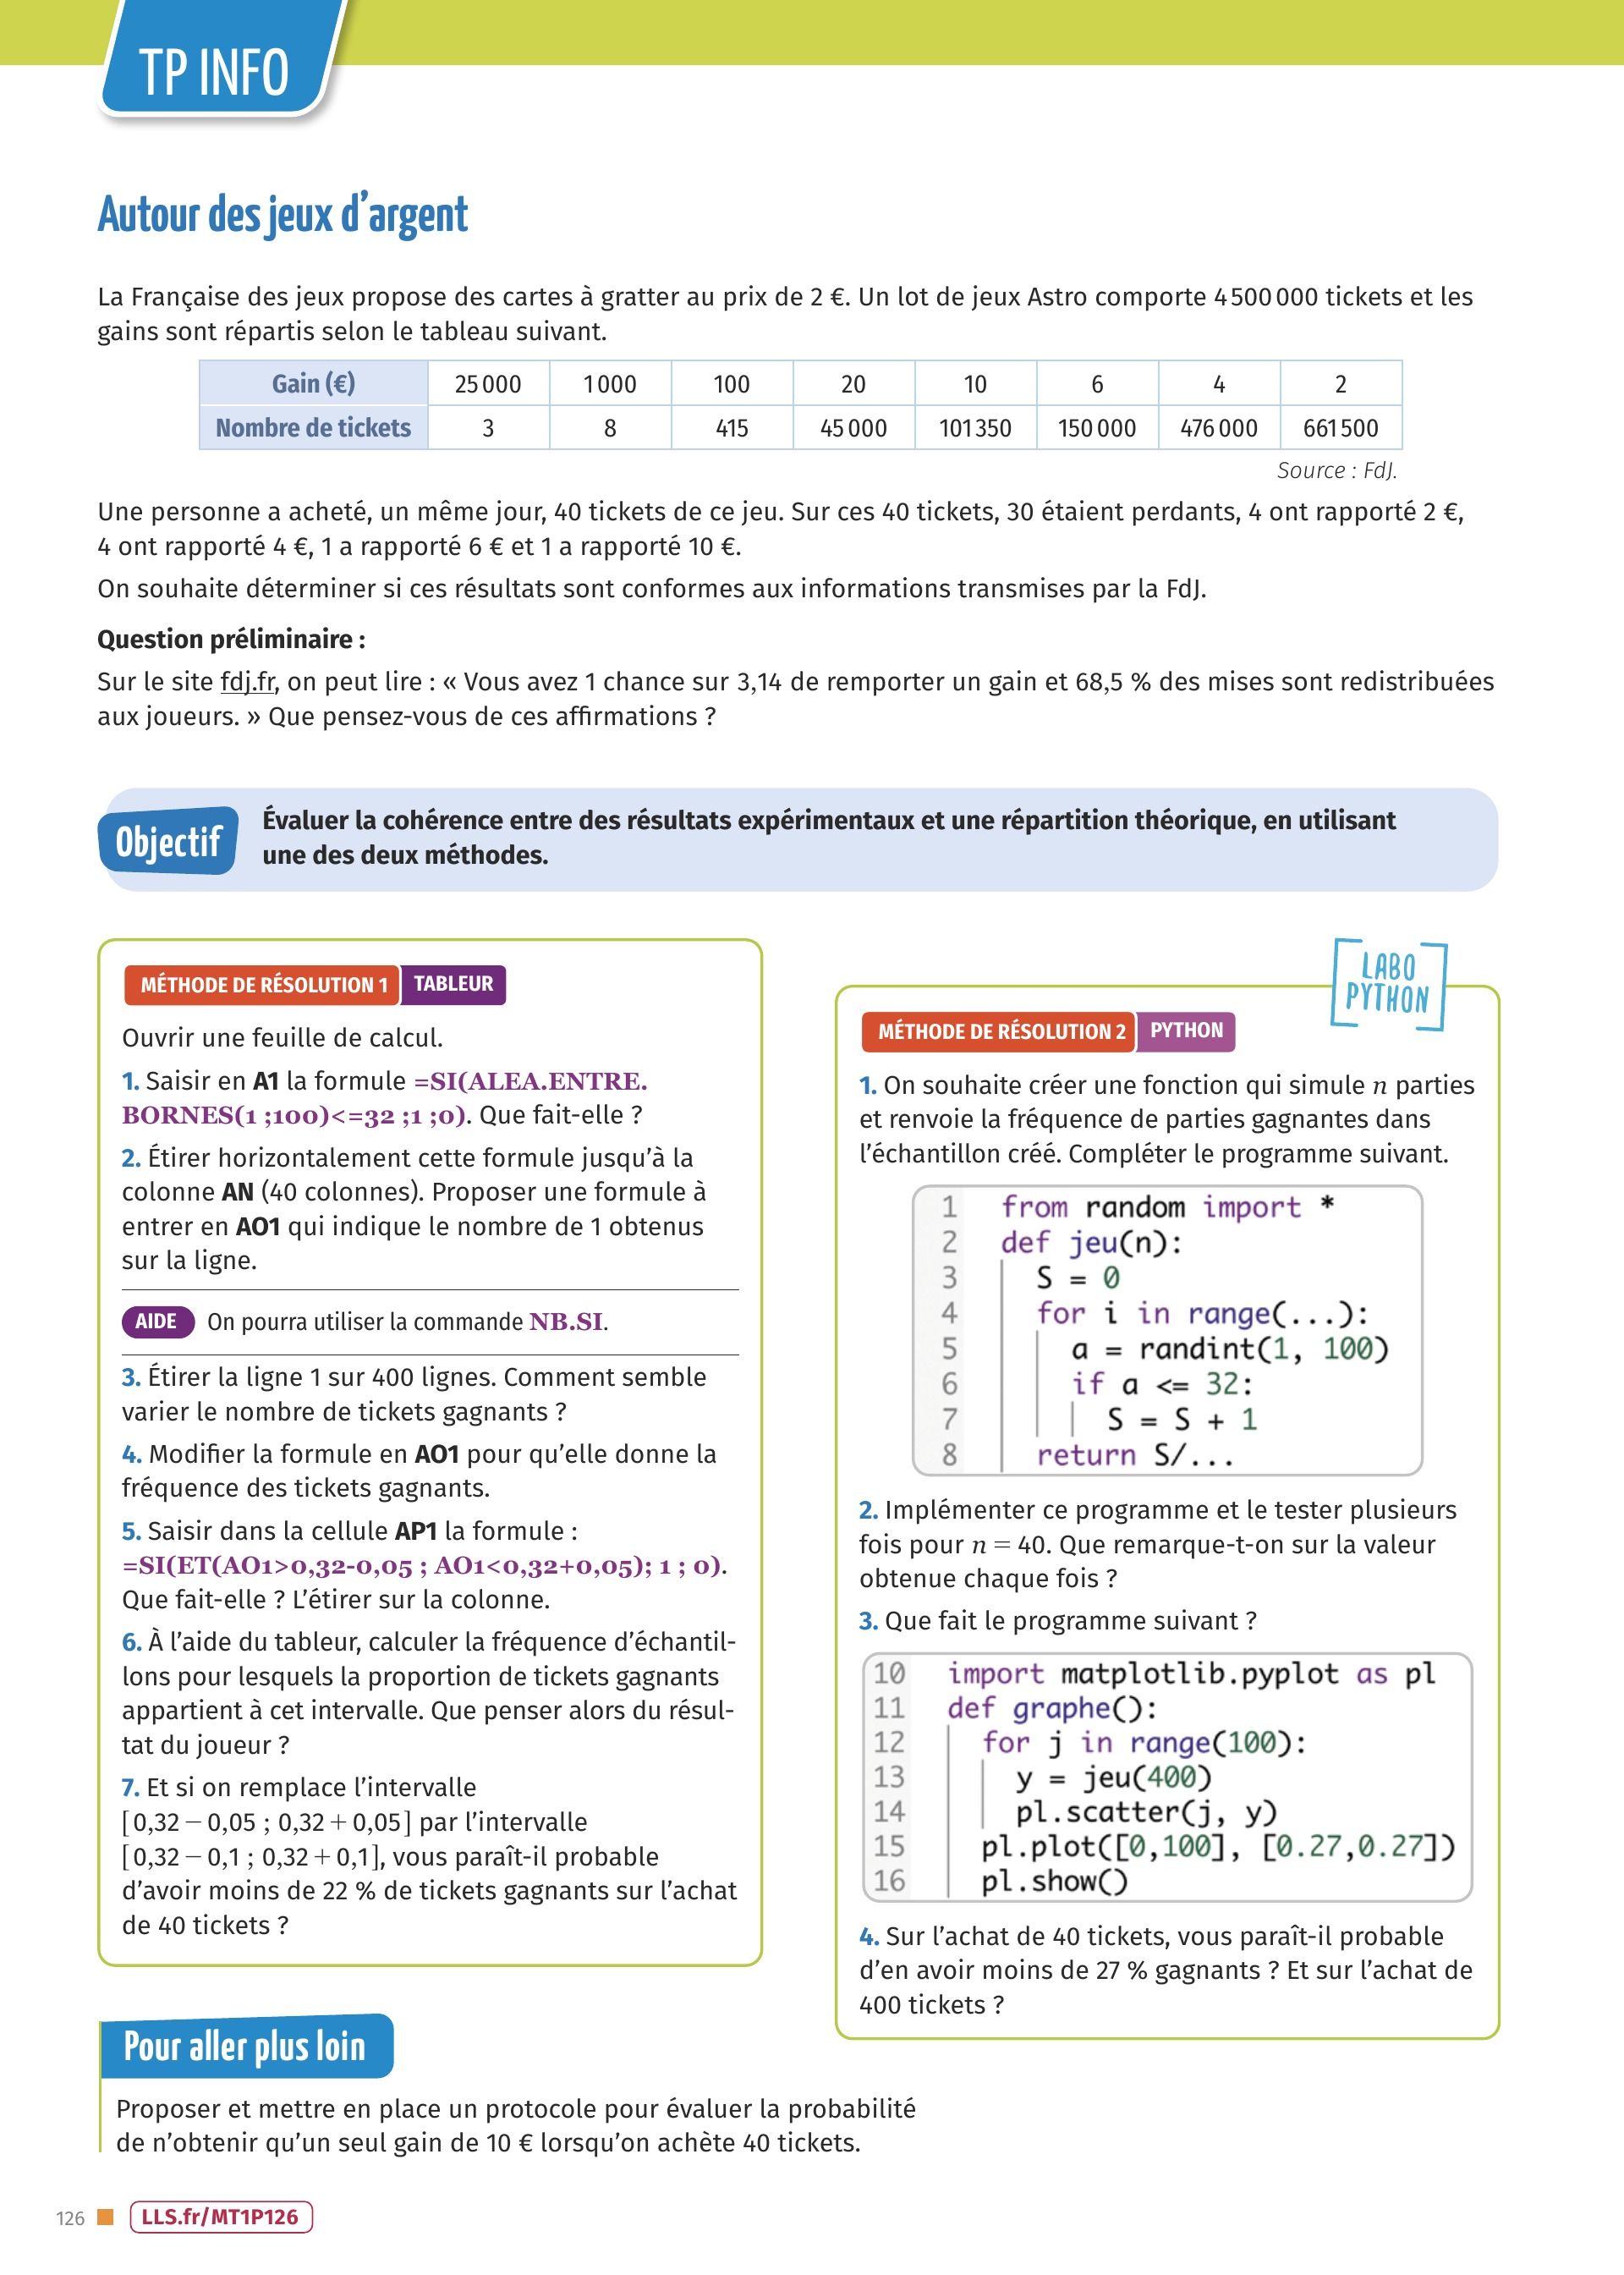 TP INFO
Autour des jeux d’argent
La Française des jeux propose des cartes à gratter au prix de 2 €. Un lot de jeux Astro comporte 4 500 000 tickets et les
gains sont répartis selon le tableau suivant.
Gain (€) 25 000 1 000 100 20 10 6 4 2
Nombre de tickets 3 8 415 45 000 101 350 150 000 476 000 661 500
Source : FdJ.
Une personne a acheté, un même jour, 40 tickets de ce jeu. Sur ces 40 tickets, 30 étaient perdants, 4 ont rapporté 2 €,
4 ont rapporté 4 €, 1 a rapporté 6 € et 1 a rapporté 10 €.
On souhaite déterminer si ces résultats sont conformes aux informations transmises par la FdJ.
Question préliminaire :
Sur le site fdj.fr, on peut lire : « Vous avez 1 chance sur 3,14 de remporter un gain et 68,5 % des mises sont redistribuées
aux joueurs. » Que pensez-vous de ces affirmations ?
Objectif
Évaluer la cohérence entre des résultats expérimentaux et une répartition théorique, en utilisant
une des deux méthodes.
MÉTHODE DE RÉSOLUTION 1 TABLEUR
Ouvrir une feuille de calcul.
1. Saisir en A1 la formule =SI(ALEA.ENTRE.
BORNES(1 ;100)<=32 ;1 ;0). Que fait-elle ?
2. Étirer horizontalement cette formule jusqu’à la
colonne AN (40 colonnes). Proposer une formule à
entrer en AO1 qui indique le nombre de 1 obtenus
sur la ligne.
AIDE On pourra utiliser la commande NB.SI.
3. Étirer la ligne 1 sur 400 lignes. Comment semble
varier le nombre de tickets gagnants ?
4. Modifier la formule en AO1 pour qu’elle donne la
fréquence des tickets gagnants.
5. Saisir dans la cellule AP1 la formule :
=SI(ET(AO1>0,32-0,05 ; AO1<0,32+0,05); 1 ; 0).
Que fait-elle ? L’étirer sur la colonne.
6. À l’aide du tableur, calculer la fréquence d’échantil-
lons pour lesquels la proportion de tickets gagnants
appartient à cet intervalle. Que penser alors du résul-
tat du joueur ?
7. Et si on remplace l’intervalle
[0,32 − 0,05 ; 0,32 + 0,05] par l’intervalle
[0,32 − 0,1 ; 0,32 + 0,1], vous paraît-il probable
d’avoir moins de 22 % de tickets gagnants sur l’achat
de 40 tickets ?
LABO
PYTHON
MÉTHODE DE RÉSOLUTION 2 PYTHON
1. On souhaite créer une fonction qui simule n parties
et renvoie la fréquence de parties gagnantes dans
l’échantillon créé. Compléter le programme suivant.
1 from random import *
2 def jeu(n):
3 S = 0
4 for i in range(...):
5 a = randint(1, 100)
6 if a <= 32:
7 S = S + 1
8 return S/...
2. Implémenter ce programme et le tester plusieurs
fois pour n = 40. Que remarque-t-on sur la valeur
obtenue chaque fois ?
3. Que fait le programme suivant ?
10 import matplotlib.pyplot as pl
11 def graphe():
12 for j in range(100):
13 y = jeu(400)
14 pl.scatter(j, y)
15 pl.plot([0,100], [0.27,0.27])
16 pl.show()
4. Sur l’achat de 40 tickets, vous paraît-il probable
d’en avoir moins de 27 % gagnants ? Et sur l’achat de
400 tickets ?
Pour aller plus loin
Proposer et mettre en place un protocole pour évaluer la probabilité
de n’obtenir qu’un seul gain de 10 € lorsqu’on achète 40 tickets.
126 LLS.fr/MT1P126